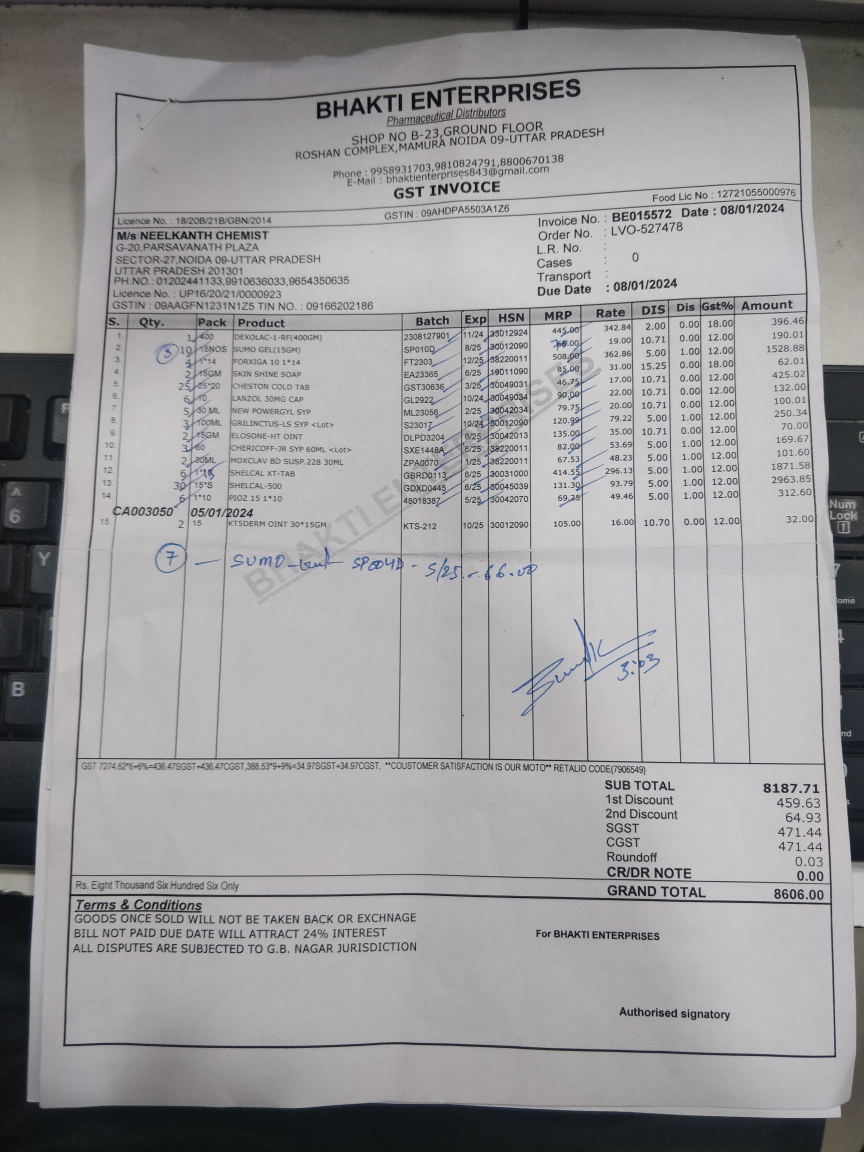 BHAKTI ENTERPRISES
Pharmaceutical Distributors
SHOP NO B-23,GROUND FLOOR
ROSHAN COMPLEX,MAMURA NOIDA 09-UTTAR PRADESH
Phone : 9958931703,9810824791,8800670138
E-Mail : bhaktienterprises843@gmail.com
GST INVOICE
Licence No. : 18/20B/21B/GBN/2014 GSTIN : 09AHDPA5503A1Z6 Food Lic No : 12721055000976
M/s NEELKANTH CHEMIST
G-20,PARSAVANATH PLAZA
SECTOR-27,NOIDA 09-UTTAR PRADESH
UTTAR PRADESH 201301
PH.NO.: 01202441133,9910636033,9654350635
Licence No. : UP16/20/21/0000923
GSTIN : 09AAGFN1231N1Z5 TIN NO. : 09166202186
Invoice No. : BE015572 Date : 08/01/2024
Order No. : LVO-527478
L.R. No. :
Cases : 0
Transport :
Due Date : 08/01/2024
S. Qty. Pack Product Batch Exp HSN MRP Rate DIS Dis Gst% Amount
1 1 400 DEXOLAC-1-RF(400GM) 2308127901 11/24 33012924 445.00 342.84 2.00 0.00 18.00 396.46
2. 10 15NOS SUMO GEL(15GM) SP010D 8/25 30012090 19.00 10.71 0.00 12.00 190.01
3. 4 1*14 FORXIGA 10 1*14 FT2303 12/25 38220011 508.00 362.86 5.00 1.00 12.00 1528.88
4. 2 15GM SKIN SHINE SOAP EA23365 6/25 19011090 85.00 31.00 15.25 0.00 18.00 62.01
5. 25 25*20 CHESTON COLD TAB GST30636 3/25 30049031 46.75 17.00 10.71 0.00 12.00 425.02
6. 6 10 LANZOL 30MG CAP GL2922 10/24 30049034 90.00 22.00 10.71 0.00 12.00 132.00
7. 5 30 ML NEW POWERGYL SYP ML23056 2/25 30042034 79.75 20.00 10.71 0.00 12.00 100.01
8. 3 100ML GRILINCTUS-LS SYP <Lot> S23017 10/24 30012090 120.99 79.22 5.00 1.00 12.00 250.34
9. 2 15GM ELOSONE-HT OINT DLPD3204 6/25 30042013 135.00 35.00 10.71 0.00 12.00 70.00
10. 3 60 CHERICOFF-JR SYP 60ML <Lot> SXE1448A 6/25 38220011 82.00 53.69 5.00 1.00 12.00 169.67
11. 2 30ML MOXCLAV BD SUSP.228 30ML ZPA0070 1/25 38220011 67.53 48.23 5.00 1.00 12.00 101.60
12. 6 1*15 SHELCAL XT-TAB GBRD0113 6/25 30031000 414.55 296.13 5.00 1.00 12.00 1871.58
13. 30 15*S SHELCAL-500 GDXD0445 6/25 30045039 131.30 93.79 5.00 1.00 12.00 2963.85
14. 6 1*10 PIOZ 15 1*10 48018387 5/25 30042070 69.25 49.46 5.00 1.00 12.00 312.60
CA003050 05/01/2024
15. 2 15 KTSDERM OINT 30*15GM KTS-212 10/25 30012090 105.00 16.00 10.70 0.00 12.00 32.00
3
7 — SUMO-Gel SP004D - 5/25 - 66.00
BHAKTI ENTERPRISES
3:03
GST 7274.62*6+6%=436.47SGST+436.47CGST,388.53*9+9%=34.97SGST+34.97CGST, **COUSTOMER SATISFACTION IS OUR MOTO** RETALIO CODE(7906549)
SUB TOTAL 8187.71
1st Discount 459.63
2nd Discount 64.93
SGST 471.44
CGST 471.44
Roundoff 0.03
CR/DR NOTE 0.00
Rs. Eight Thousand Six Hundred Six Only
GRAND TOTAL 8606.00
Terms & Conditions
GOODS ONCE SOLD WILL NOT BE TAKEN BACK OR EXCHNAGE
BILL NOT PAID DUE DATE WILL ATTRACT 24% INTEREST
ALL DISPUTES ARE SUBJECTED TO G.B. NAGAR JURISDICTION
For BHAKTI ENTERPRISES
Authorised signatory
6
Y
B
Num
Lock
1
7
ome
4
nd